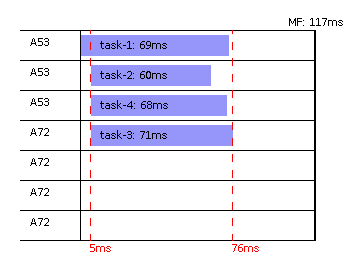 MF: 117ms
A53 task-1: 69ms
A53 task-2: 60ms
A53 task-4: 68ms
A72 task-3: 71ms
A72
A72
A72
5ms 76ms